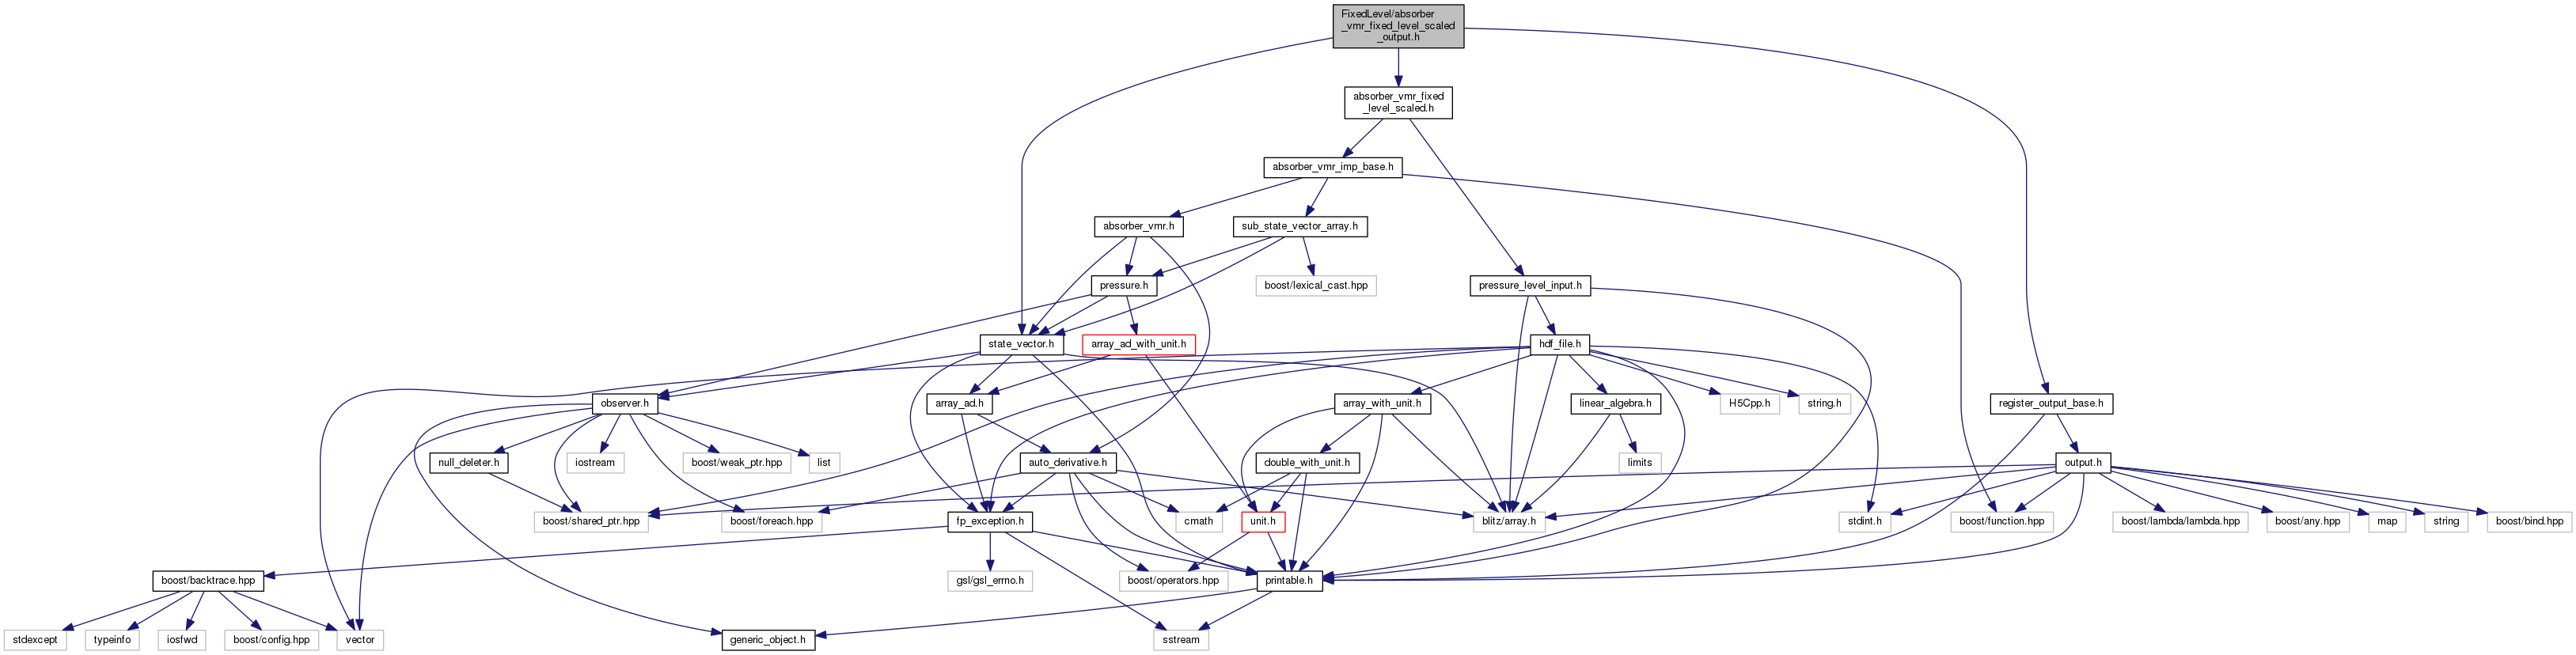 FixedLevel/absorber
_vmr_fixed_level_scaled
_output.h
absorber_vmr_fixed
_level_scaled.h
absorber_vmr_imp_base.h
absorber_vmr.h
sub_state_vector_array.h
pressure.h
boost/lexical_cast.hpp
pressure_level_input.h
state_vector.h
array_ad_with_unit.h
hdf_file.h
observer.h
array_ad.h
array_with_unit.h
linear_algebra.h
H5Cpp.h
string.h
register_output_base.h
null_deleter.h
iostream
boost/weak_ptr.hpp
list
auto_derivative.h
double_with_unit.h
limits
output.h
boost/shared_ptr.hpp
boost/foreach.hpp
fp_exception.h
cmath
unit.h
blitz/array.h
stdint.h
boost/function.hpp
boost/lambda/lambda.hpp
boost/any.hpp
map
string
boost/bind.hpp
boost/backtrace.hpp
gsl/gsl_errno.h
boost/operators.hpp
printable.h
stdexcept
typeinfo
iosfwd
boost/config.hpp
vector
generic_object.h
sstream